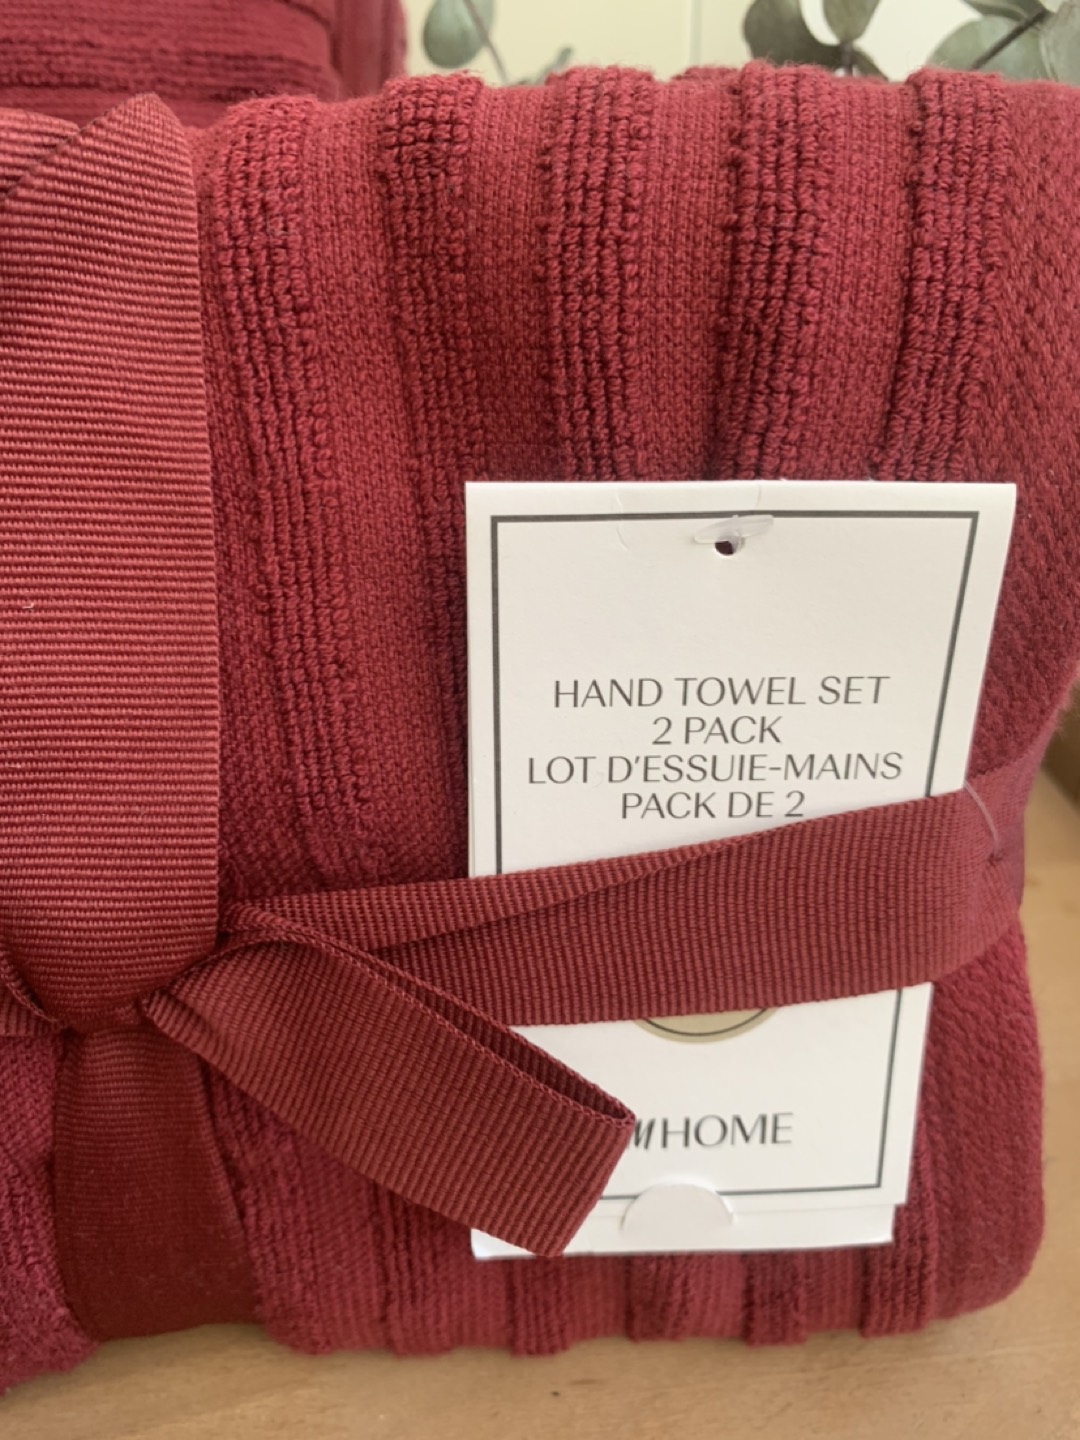 HAND TOWEL SET
2 PACK
LOT D'ESSUIE-MAINS
PACK DE 2
HOME